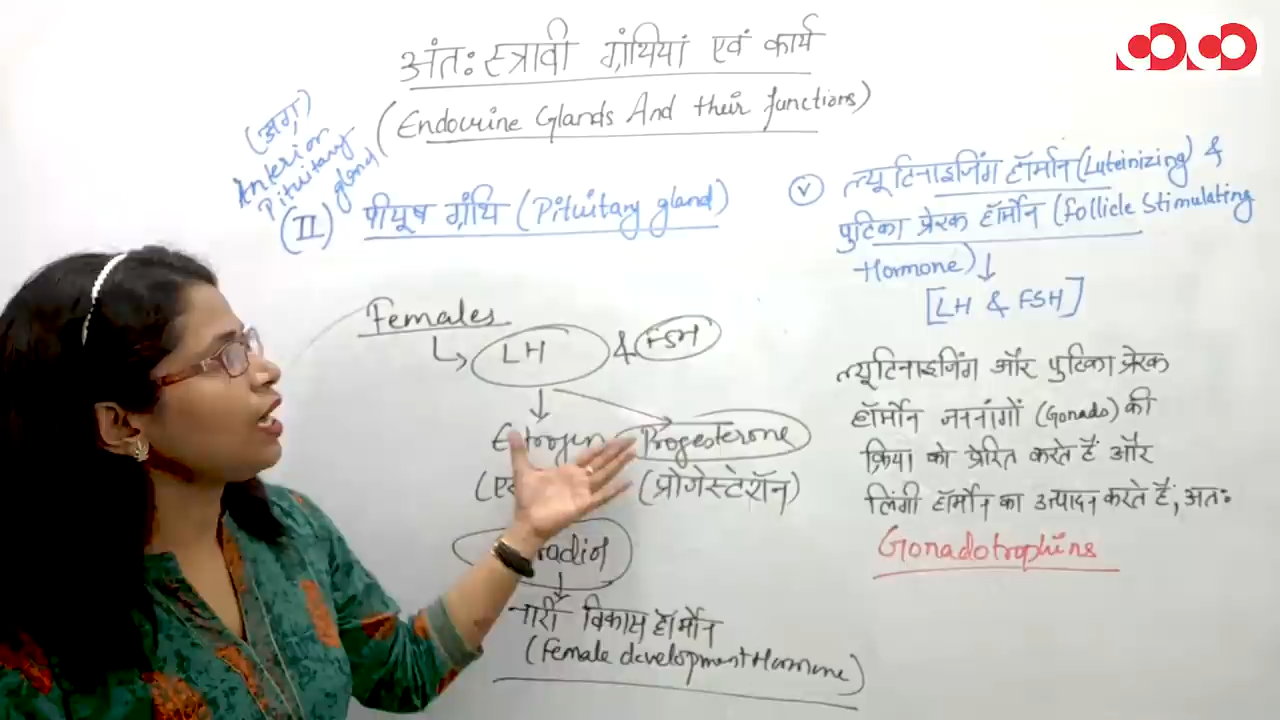 अंतः स्त्रावी ग्रंथियां एवं कार्य
(Endocrine Glands And their functions)
(अग्र)
Anterior
Pituitary
gland
(II) पीयूष ग्रंथि (Pituitary gland)
Females
LH & FSH
Progesterone
(प्रोगेस्टेरॉन)
नारी विकास हॉर्मोन
(female development Hormone)
(v) ल्यूटिनाइजिंग हॉर्मोन (Luteinizing) &
पुटिका प्रेरक हॉर्मोन (follicle Stimulating
Hormone)
[LH & FSH]
ल्यूटिनाइजिंग और पुटिका प्रेरक
हॉर्मोन जननांगों (Gonado) की
क्रिया को प्रेरित करते हैं और
लिंगी हॉर्मोन का उत्पादन करते हैं, अतः
Gonadotrophins